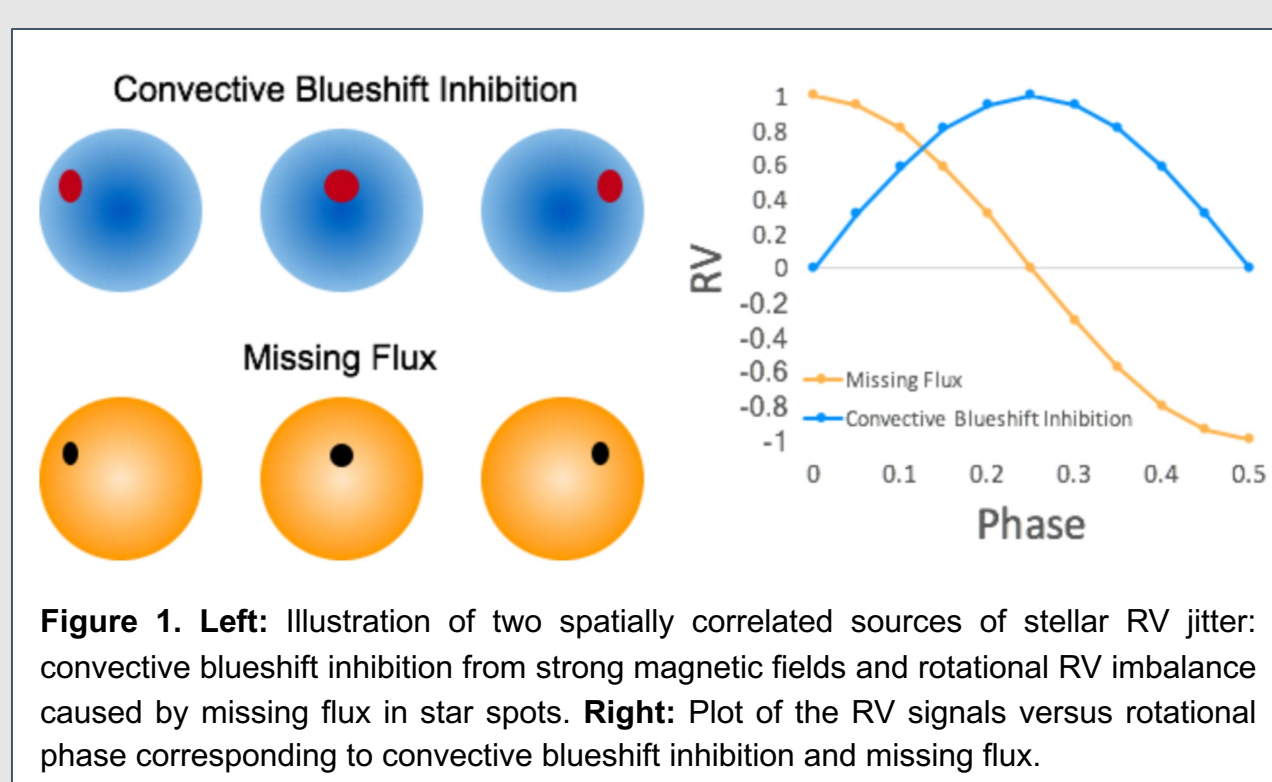 Convective Blueshift Inhibition
Missing Flux
RV
1
0.8
0.6
0.4
0.2
0
-0.2
-0.4
-0.6
-0.8
-1
Missing Flux
Convective Blueshift Inhibition
0 0.1 0.2 0.3 0.4 0.5
Phase
Figure 1. Left: Illustration of two spatially correlated sources of stellar RV jitter:
convective blueshift inhibition from strong magnetic fields and rotational RV imbalance
caused by missing flux in star spots. Right: Plot of the RV signals versus rotational
phase corresponding to convective blueshift inhibition and missing flux.